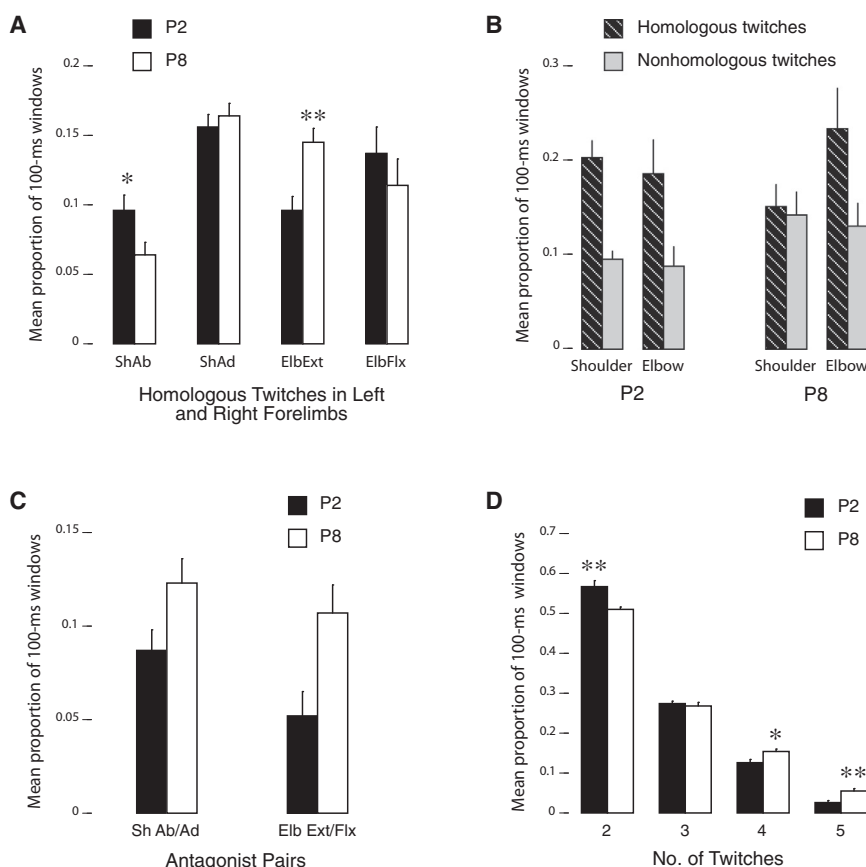 A
P2
P8
Mean proportion of 100-ms windows
0.2
0.15
0.1
0.05
0
*
**
ShAb
ShAd
ElbExt
ElbFlx
Homologous Twitches in Left
and Right Forelimbs
B
Homologous twitches
Nonhomologous twitches
Mean proportion of 100-ms windows
0.3
0.2
0.1
0
Shoulder
Elbow
Shoulder
Elbow
P2
P8
C
P2
P8
Mean proportion of 100-ms windows
0.15
0.1
0.05
0
Sh Ab/Ad
Elb Ext/Flx
Antagonist Pairs
D
P2
P8
Mean proportion of 100-ms windows
0.7
0.6
0.5
0.4
0.3
0.2
0.1
0
**
*
**
2
3
4
5
No. of Twitches